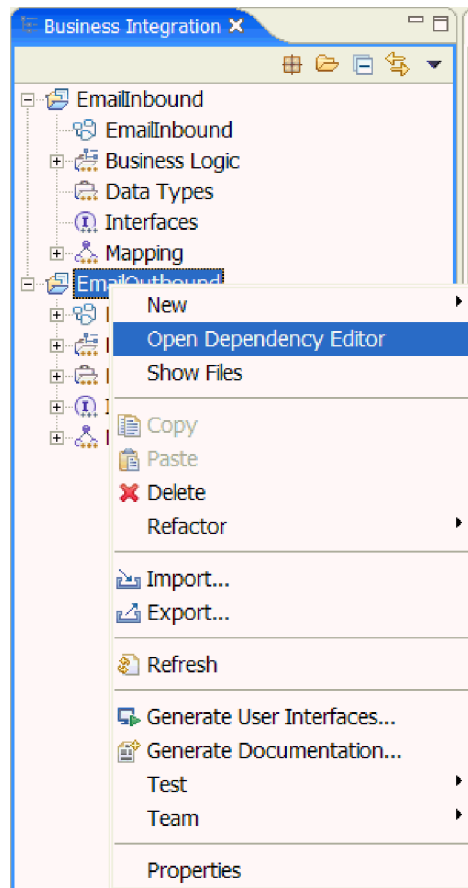 Business Integration
EmailInbound
EmailInbound
Business Logic
Data Types
Interfaces
Mapping
EmailOutbound
New
Open Dependency Editor
Show Files
Copy
Paste
Delete
Refactor
Import...
Export...
Refresh
Generate User Interfaces...
Generate Documentation...
Test
Team
Properties